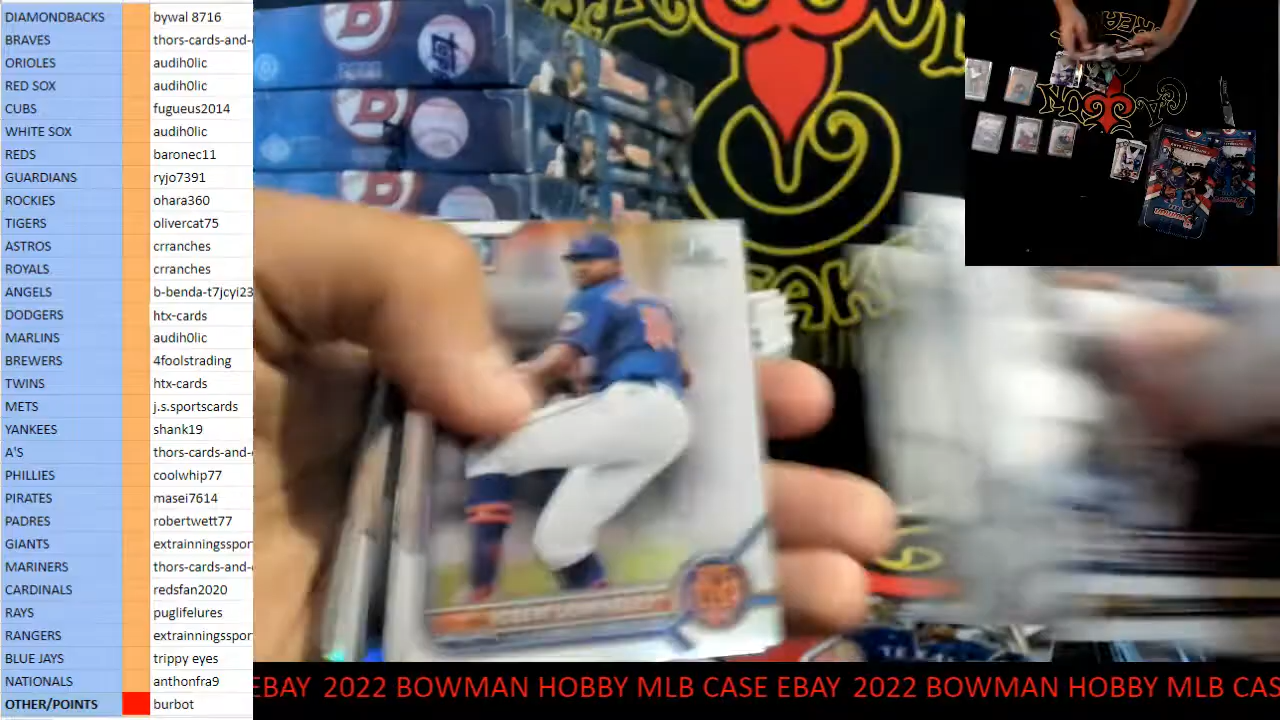 DIAMONDBACKS bywal 8716
BRAVES thors-cards-and-
ORIOLES audih0lic
RED SOX audih0lic
CUBS fugueus2014
WHITE SOX audih0lic
REDS baronec11
GUARDIANS ryjo7391
ROCKIES ohara360
TIGERS olivercat75
ASTROS crranches
ROYALS crranches
ANGELS b-benda-t7jcyi23
DODGERS htx-cards
MARLINS audih0lic
BREWERS 4foolstrading
TWINS htx-cards
METS j.s.sportscards
YANKEES shank19
A'S thors-cards-and-
PHILLIES coolwhip77
PIRATES masei7614
PADRES robertwett77
GIANTS extrainningsspor
MARINERS thors-cards-and-
CARDINALS redsfan2020
RAYS puglifelures
RANGERS extrainningsspor
BLUE JAYS trippy eyes
NATIONALS anthonfra9
OTHER/POINTS burbot
EBAY 2022 BOWMAN HOBBY MLB CASE EBAY 2022 BOWMAN HOBBY MLB CAS